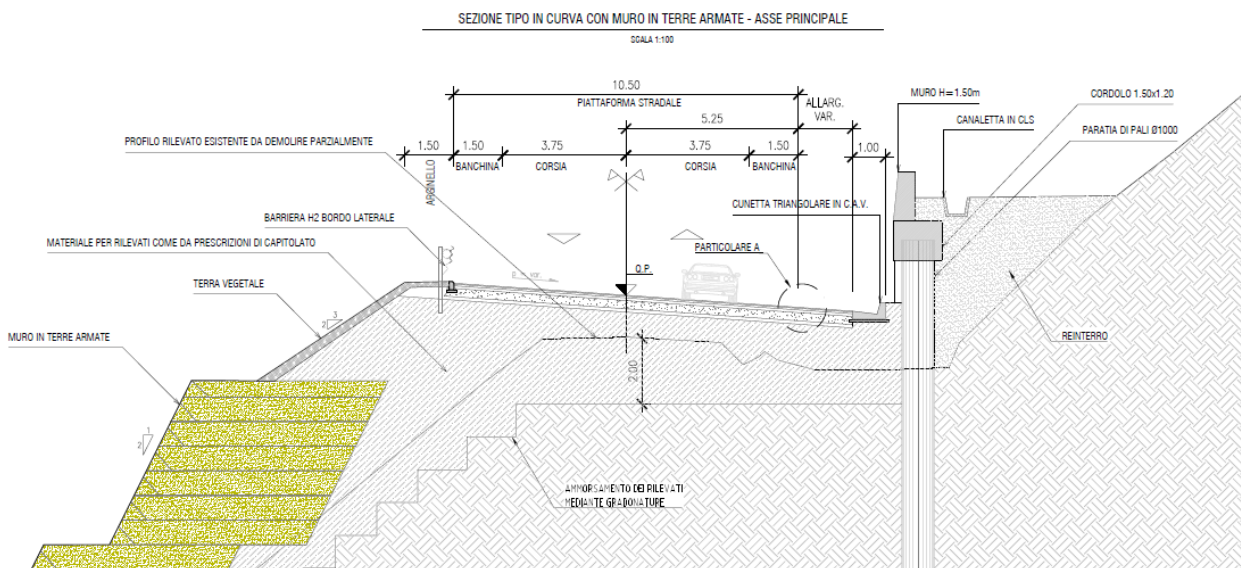 SEZIONE TIPO IN CURVA CON MURO IN TERRE ARMATE - ASSE PRINCIPALE
SCALA 1:100
10.50
PIATTAFORMA STRADALE
ALLARG.
VAR.
MURO H=1.50m
CORDOLO 1.50x1.20
CANALETTA IN CLS
PARATIA DI PALI Ø1000
5.25
PROFILO RILEVATO ESISTENTE DA DEMOLIRE PARZIALMENTE
1.50
1.50
3.75
3.75
1.50
1.00
ARGINELLO
BANCHINA
CORSIA
CORSIA
BANCHINA
CUNETTA TRIANGOLARE IN C.A.V.
BARRIERA H2 BORDO LATERALE
MATERIALE PER RILEVATI COME DA PRESCRIZIONI DI CAPITOLATO
PARTICOLARE A
Q.P.
var.
TERRA VEGETALE
3
2
MURO IN TERRE ARMATE
REINTERRO
2.00
1
2
AMMORSAMENTO DEI RILEVATI
MEDIANTE GRADONATURE